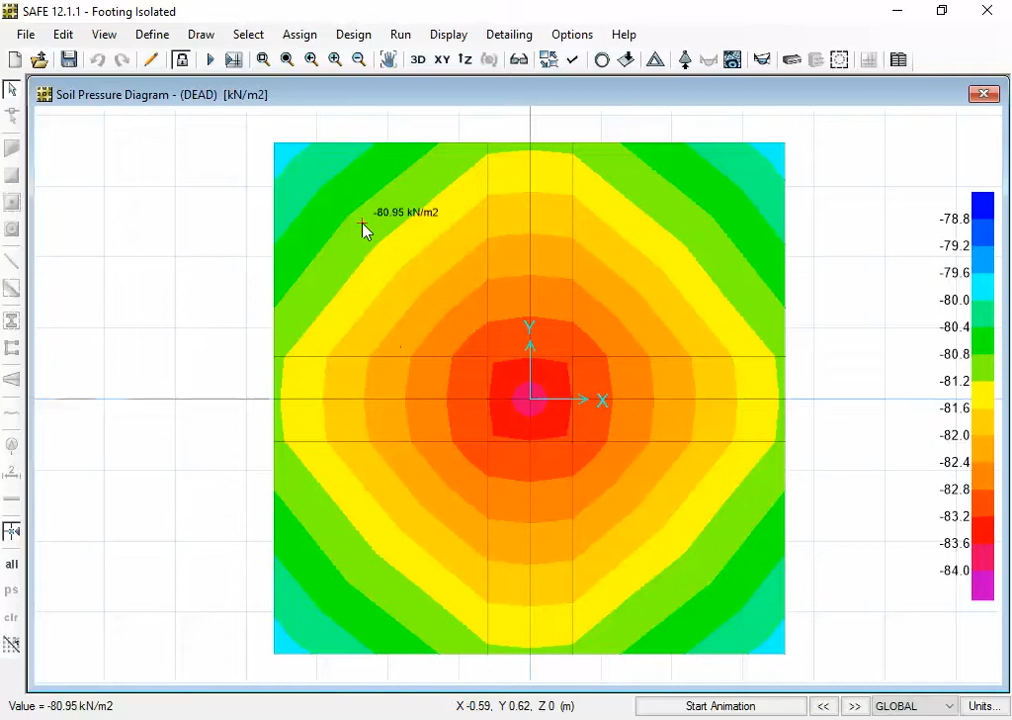 SAFE 12.1.1 - Footing Isolated
File Edit View Define Draw Select Assign Design Run Display Detailing Options Help
3D XY ↑Z
Soil Pressure Diagram - (DEAD) [kN/m2]
-80.95 kN/m2
Y
X
-78.8
-79.2
-79.6
-80.0
-80.4
-80.8
-81.2
-81.6
-82.0
-82.4
-82.8
-83.2
-83.6
-84.0
2
all
ps
clr
Value = -80.95 kN/m2 X -0.59, Y 0.62, Z 0 (m) Start Animation << >> GLOBAL Units...